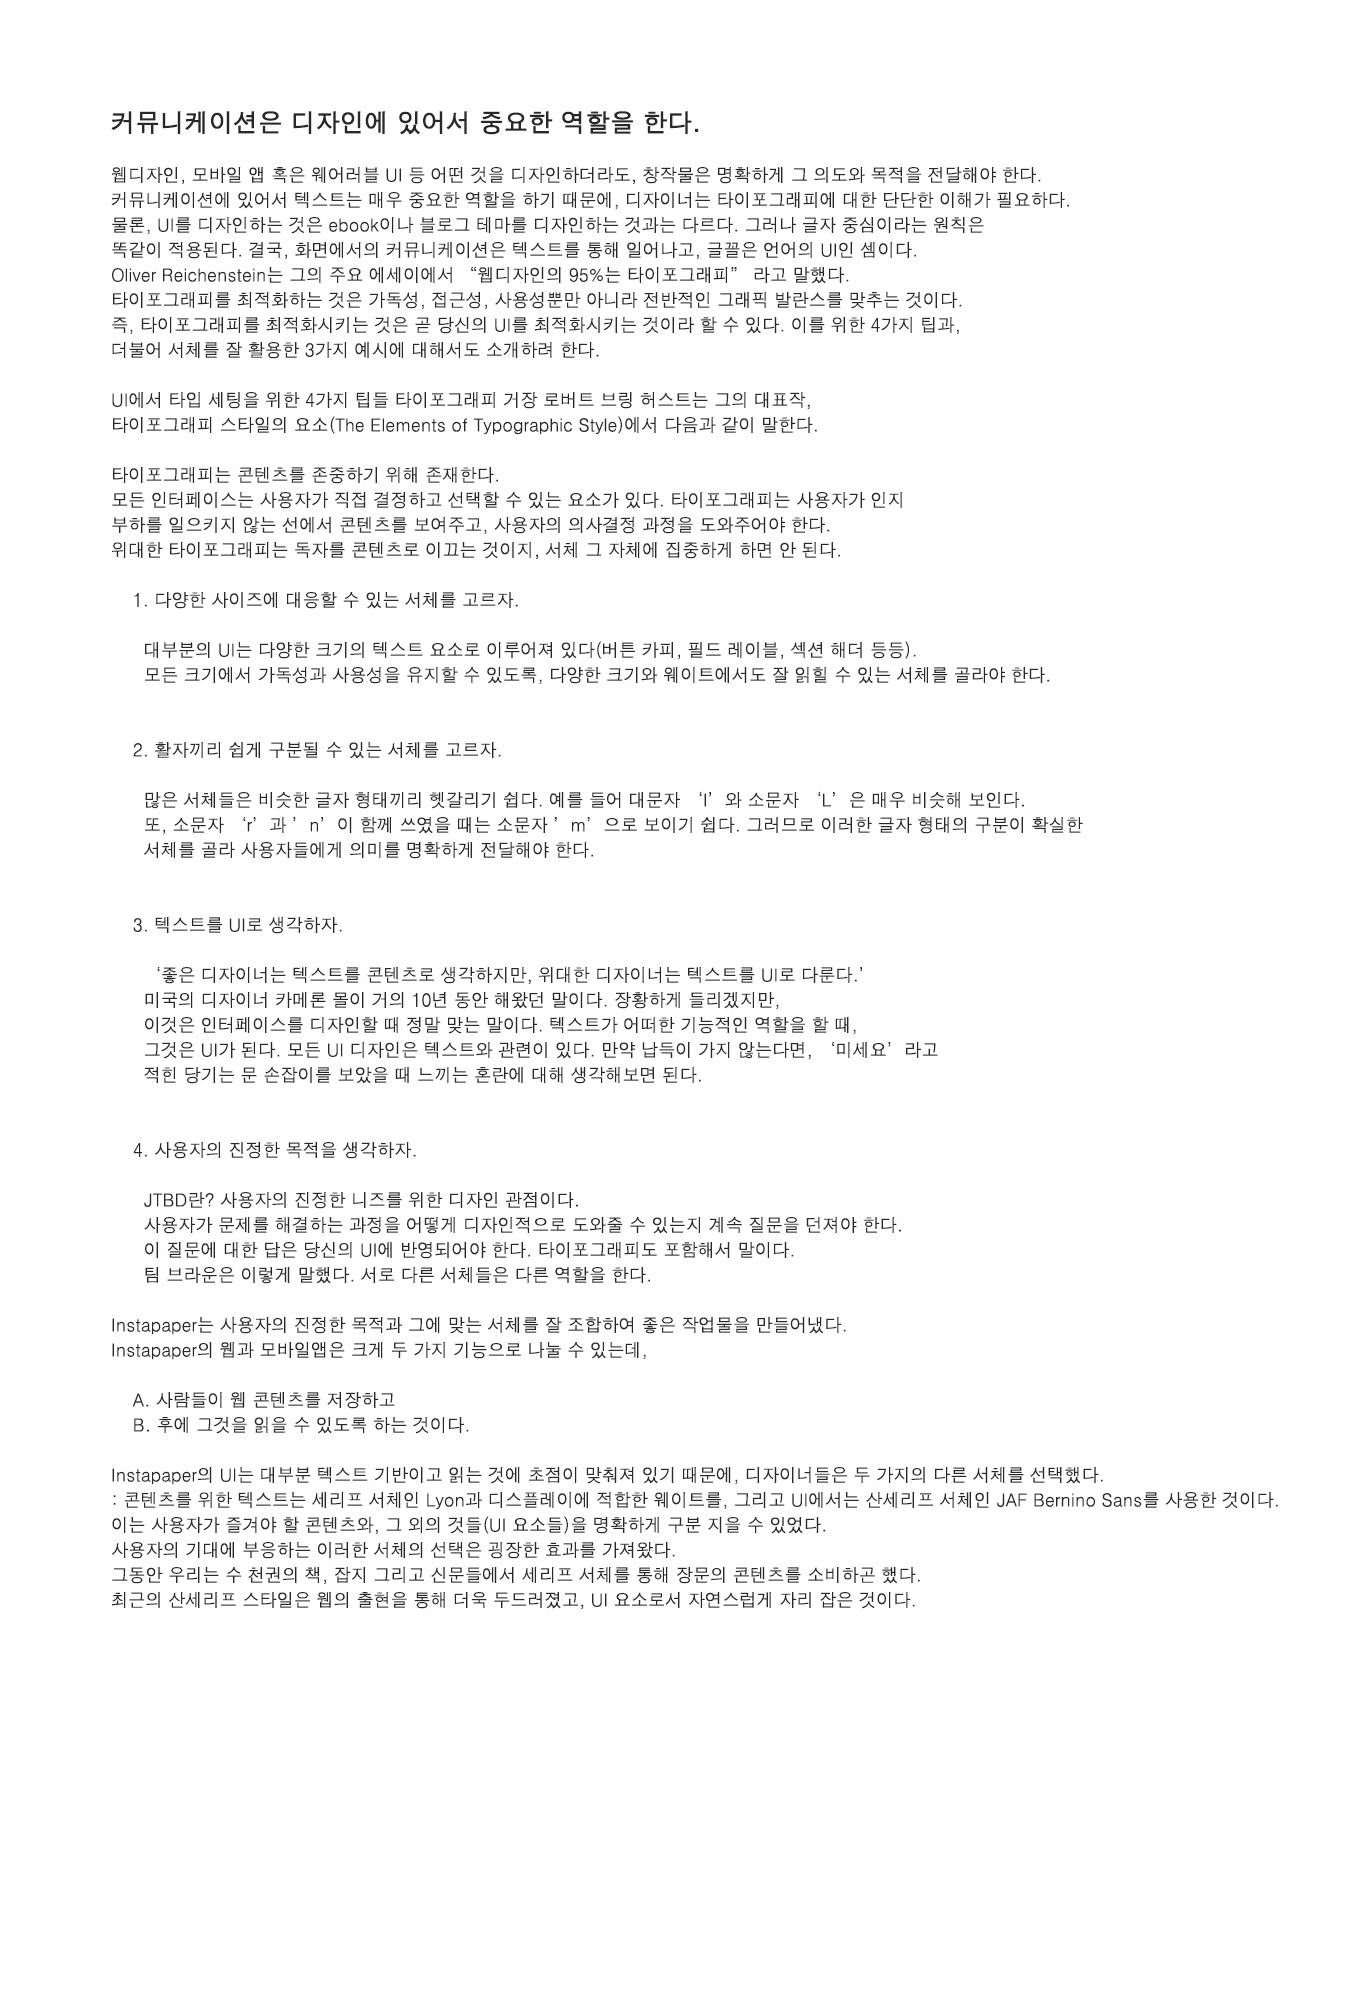 커뮤니케이션은 디자인에 있어서 중요한 역할을 한다.
웹디자인, 모바일 앱 혹은 웨어러블 UI 등 어떤 것을 디자인하더라도, 창작물은 명확하게 그 의도와 목적을 전달해야 한다.
커뮤니케이션에 있어서 텍스트는 매우 중요한 역할을 하기 때문에, 디자이너는 타이포그래피에 대한 단단한 이해가 필요하다.
물론, UI를 디자인하는 것은 ebook이나 블로그 테마를 디자인하는 것과는 다르다. 그러나 글자 중심이라는 원칙은
똑같이 적용된다. 결국, 화면에서의 커뮤니케이션은 텍스트를 통해 일어나고, 글꼴은 언어의 UI인 셈이다.
Oliver Reichenstein는 그의 주요 에세이에서 “웹디자인의 95%는 타이포그래피” 라고 말했다.
타이포그래피를 최적화하는 것은 가독성, 접근성, 사용성뿐만 아니라 전반적인 그래픽 발란스를 맞추는 것이다.
즉, 타이포그래피를 최적화시키는 것은 곧 당신의 UI를 최적화시키는 것이라 할 수 있다. 이를 위한 4가지 팁과,
더불어 서체를 잘 활용한 3가지 예시에 대해서도 소개하려 한다.
UI에서 타입 세팅을 위한 4가지 팁들 타이포그래피 거장 로버트 브링 허스트는 그의 대표작,
타이포그래피 스타일의 요소(The Elements of Typographic Style)에서 다음과 같이 말한다.
타이포그래피는 콘텐츠를 존중하기 위해 존재한다.
모든 인터페이스는 사용자가 직접 결정하고 선택할 수 있는 요소가 있다. 타이포그래피는 사용자가 인지
부하를 일으키지 않는 선에서 콘텐츠를 보여주고, 사용자의 의사결정 과정을 도와주어야 한다.
위대한 타이포그래피는 독자를 콘텐츠로 이끄는 것이지, 서체 그 자체에 집중하게 하면 안 된다.
1. 다양한 사이즈에 대응할 수 있는 서체를 고르자.
대부분의 UI는 다양한 크기의 텍스트 요소로 이루어져 있다(버튼 카피, 필드 레이블, 섹션 해더 등등).
모든 크기에서 가독성과 사용성을 유지할 수 있도록, 다양한 크기와 웨이트에서도 잘 읽힐 수 있는 서체를 골라야 한다.
2. 활자끼리 쉽게 구분될 수 있는 서체를 고르자.
많은 서체들은 비슷한 글자 형태끼리 헷갈리기 쉽다. 예를 들어 대문자 ‘I’와 소문자 ‘L’은 매우 비슷해 보인다.
또, 소문자 ‘r’과 ’n’이 함께 쓰였을 때는 소문자 ’m’으로 보이기 쉽다. 그러므로 이러한 글자 형태의 구분이 확실한
서체를 골라 사용자들에게 의미를 명확하게 전달해야 한다.
3. 텍스트를 UI로 생각하자.
‘좋은 디자이너는 텍스트를 콘텐츠로 생각하지만, 위대한 디자이너는 텍스트를 UI로 다룬다.’
미국의 디자이너 카메론 몰이 거의 10년 동안 해왔던 말이다. 장황하게 들리겠지만,
이것은 인터페이스를 디자인할 때 정말 맞는 말이다. 텍스트가 어떠한 기능적인 역할을 할 때,
그것은 UI가 된다. 모든 UI 디자인은 텍스트와 관련이 있다. 만약 납득이 가지 않는다면, ‘미세요’라고
적힌 당기는 문 손잡이를 보았을 때 느끼는 혼란에 대해 생각해보면 된다.
4. 사용자의 진정한 목적을 생각하자.
JTBD란? 사용자의 진정한 니즈를 위한 디자인 관점이다.
사용자가 문제를 해결하는 과정을 어떻게 디자인적으로 도와줄 수 있는지 계속 질문을 던져야 한다.
이 질문에 대한 답은 당신의 UI에 반영되어야 한다. 타이포그래피도 포함해서 말이다.
팀 브라운은 이렇게 말했다. 서로 다른 서체들은 다른 역할을 한다.
Instapaper는 사용자의 진정한 목적과 그에 맞는 서체를 잘 조합하여 좋은 작업물을 만들어냈다.
Instapaper의 웹과 모바일앱은 크게 두 가지 기능으로 나눌 수 있는데,
A. 사람들이 웹 콘텐츠를 저장하고
B. 후에 그것을 읽을 수 있도록 하는 것이다.
Instapaper의 UI는 대부분 텍스트 기반이고 읽는 것에 초점이 맞춰져 있기 때문에, 디자이너들은 두 가지의 다른 서체를 선택했다.
: 콘텐츠를 위한 텍스트는 세리프 서체인 Lyon과 디스플레이에 적합한 웨이트를, 그리고 UI에서는 산세리프 서체인 JAF Bernino Sans를 사용한 것이다.
이는 사용자가 즐겨야 할 콘텐츠와, 그 외의 것들(UI 요소들)을 명확하게 구분 지을 수 있었다.
사용자의 기대에 부응하는 이러한 서체의 선택은 굉장한 효과를 가져왔다.
그동안 우리는 수 천권의 책, 잡지 그리고 신문들에서 세리프 서체를 통해 장문의 콘텐츠를 소비하곤 했다.
최근의 산세리프 스타일은 웹의 출현을 통해 더욱 두드러졌고, UI 요소로서 자연스럽게 자리 잡은 것이다.